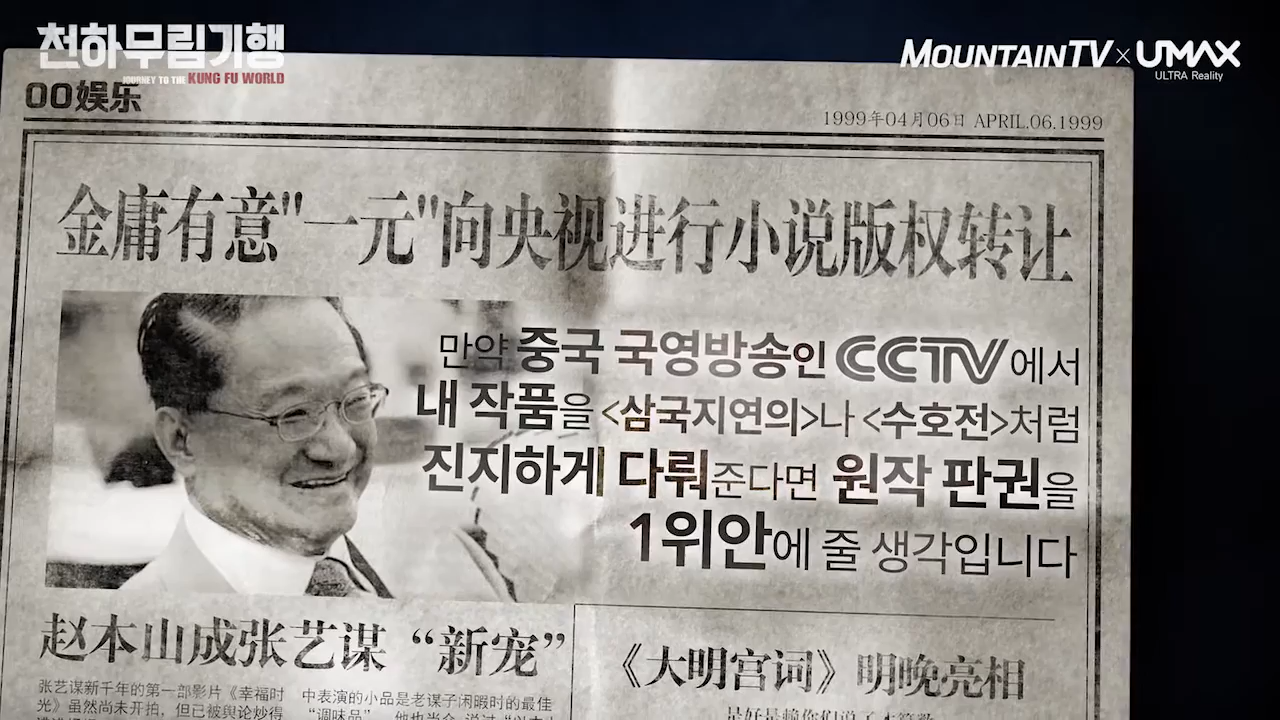 천하무림기행
JOURNEY TO THE KUNG FU WORLD
MOUNTAINTV × UMAX
ULTRA Reality
00娱乐
1999年04月06日 APRIL.06.1999
金庸有意"一元"向央视进行小说版权转让
만약 중국 국영방송인 CCTV에서
내 작품을 <삼국지연의>나 <수호전>처럼
진지하게 다뤄준다면 원작 판권을
1위안에 줄 생각입니다
赵本山成张艺谋“新宠”
《大明宫词》明晚亮相
张艺谋新千年的第一部影片《幸福时
光》虽然尚未开拍，但已被舆论炒得
中表演的小品是老谋子闲暇时的最佳
“调味品”